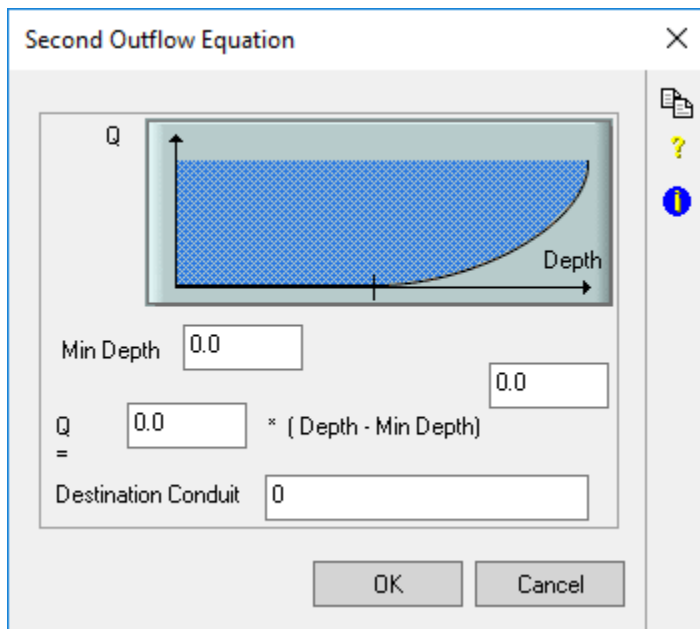 Second Outflow Equation
Q
Depth
Min Depth 0.0
0.0
Q = 0.0 * ( Depth - Min Depth)
Destination Conduit 0
OK Cancel